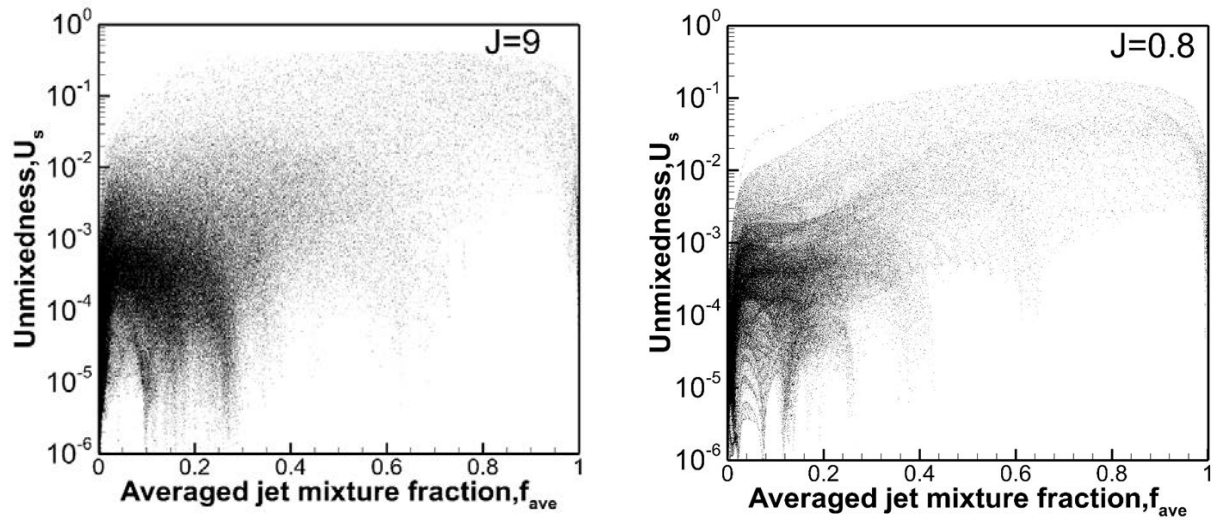 J=9
Unmixedness,U_s
10^0
10^-1
10^-2
10^-3
10^-4
10^-5
10^-6
0 0.2 0.4 0.6 0.8 1
Averaged jet mixture fraction,f_ave
J=0.8
Unmixedness,U_s
10^0
10^-1
10^-2
10^-3
10^-4
10^-5
10^-6
0 0.2 0.4 0.6 0.8 1
Averaged jet mixture fraction,f_ave